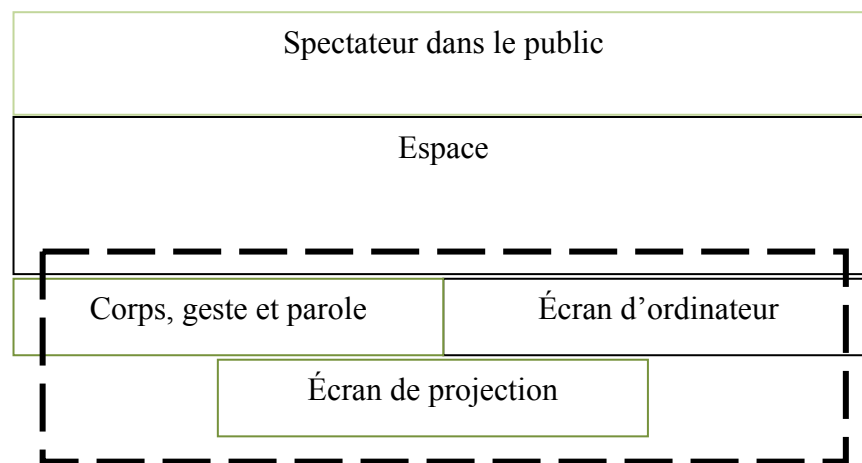 Spectateur dans le public
Espace
Corps, geste et parole
Écran d’ordinateur
Écran de projection